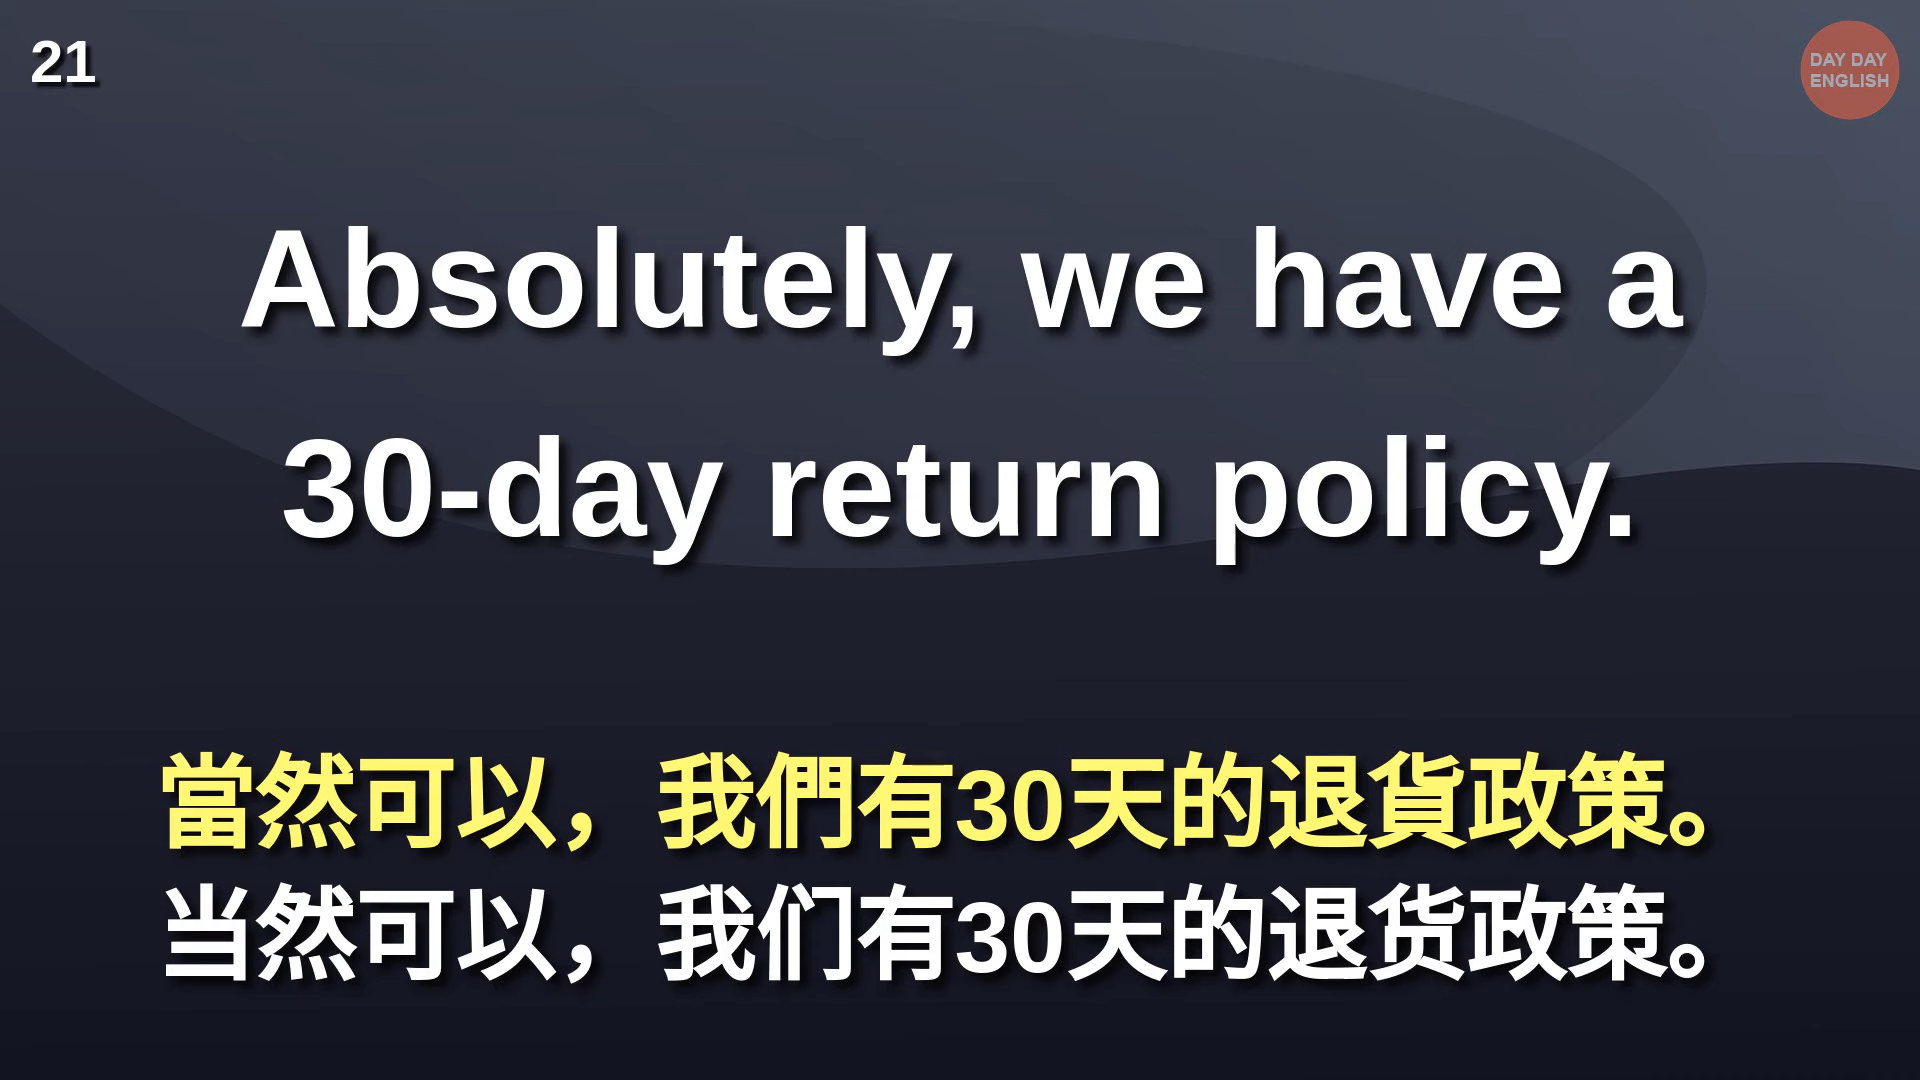 21
DAY DAY
ENGLISH
Absolutely, we have a
30-day return policy.
當然可以，我們有30天的退貨政策。
当然可以，我们有30天的退货政策。